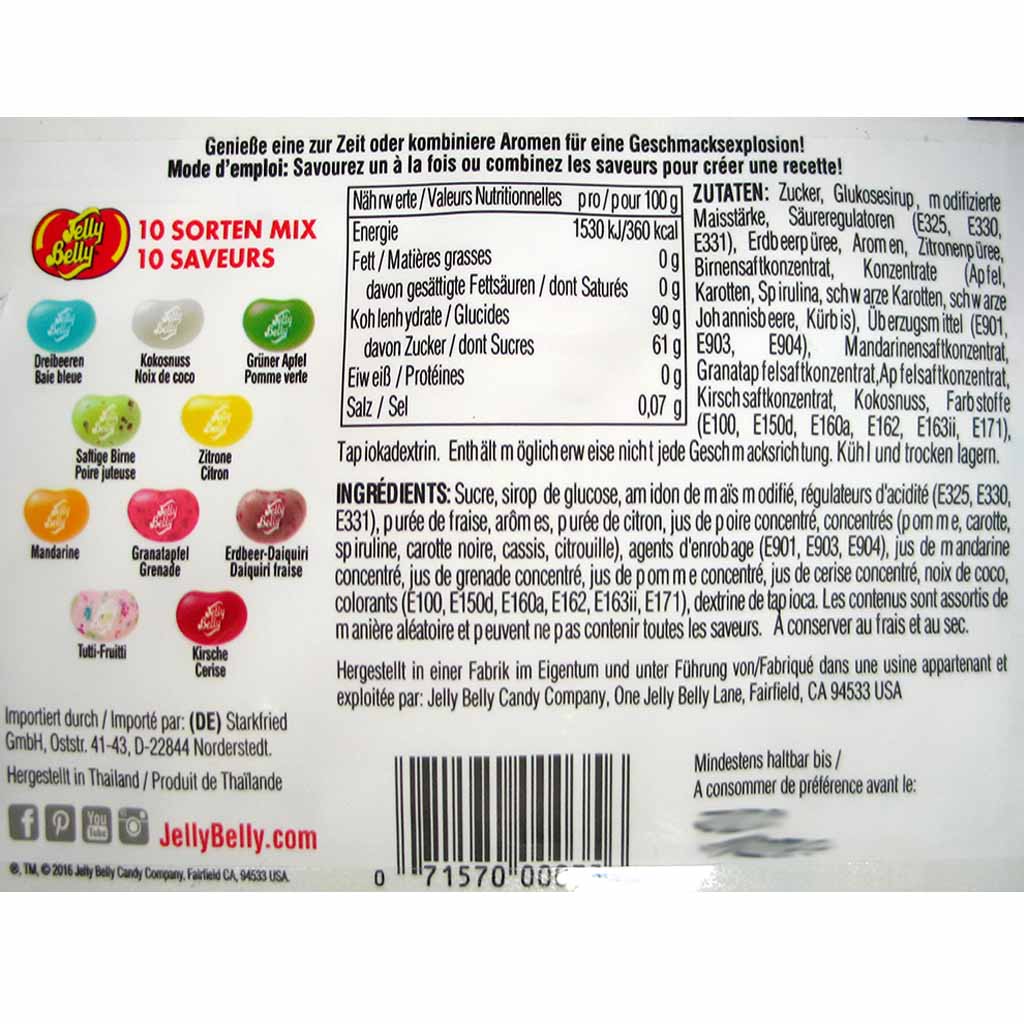 Genieße eine zur Zeit oder kombiniere Aromen für eine Geschmacksexplosion!
Mode d'emploi: Savourez un à la fois ou combinez les saveurs pour créer une recette!
Jelly
Belly
10 SORTEN MIX
10 SAVEURS
Dreibeeren
Baie bleue
Kokosnuss
Noix de coco
Grüner Apfel
Pomme verte
Saftige Birne
Poire juteuse
Zitrone
Citron
Mandarine
Granatapfel
Grenade
Erdbeer-Daiquiri
Daiquiri fraise
Tutti-Fruitti
Kirsche
Cerise
Importiert durch / Importé par: (DE) Starkfried
GmbH, Oststr. 41-43, D-22844 Norderstedt.
Hergestellt in Thailand / Produit de Thaïlande
You
Tube
JellyBelly.com
®, TM, © 2016 Jelly Belly Candy Company, Fairfield CA, 94533 USA
Nährwerte / Valeurs Nutritionnelles pro / pour 100 g
Energie 1530 kJ/360 kcal
Fett / Matières grasses 0 g
davon gesättigte Fettsäuren / dont Saturés 0 g
Kohlenhydrate / Glucides 90 g
davon Zucker / dont Sucres 61 g
Eiweiß / Protéines 0 g
Salz / Sel 0,07 g
ZUTATEN: Zucker, Glukosesirup, modifizierte
Maisstärke, Säureregulatoren (E325, E330,
E331), Erdbeerpüree, Aromen, Zitronenpüree,
Birnensaftkonzentrat, Konzentrate (Apfel,
Karotten, Spirulina, schwarze Karotten, schwarze
Johannisbeere, Kürbis), Überzugsmittel (E901,
E903, E904), Mandarinensaftkonzentrat,
Granatapfelsaftkonzentrat, Apfelsaftkonzentrat,
Kirschsaftkonzentrat, Kokosnuss, Farbstoffe
(E100, E150d, E160a, E162, E163ii, E171),
Tapiokadextrin. Enthält möglicherweise nicht jede Geschmacksrichtung. Kühl und trocken lagern.
INGRÉDIENTS: Sucre, sirop de glucose, amidon de maïs modifié, régulateurs d'acidité (E325, E330,
E331), purée de fraise, arômes, purée de citron, jus de poire concentré, concentrés (pomme, carotte,
spiruline, carotte noire, cassis, citrouille), agents d'enrobage (E901, E903, E904), jus de mandarine
concentré, jus de grenade concentré, jus de pomme concentré, jus de cerise concentré, noix de coco,
colorants (E100, E150d, E160a, E162, E163ii, E171), dextrine de tapioca. Les contenus sont assortis de
manière aléatoire et peuvent ne pas contenir toutes les saveurs. À conserver au frais et au sec.
Hergestellt in einer Fabrik im Eigentum und unter Führung von/Fabriqué dans une usine appartenant et
exploitée par: Jelly Belly Candy Company, One Jelly Belly Lane, Fairfield, CA 94533 USA
Mindestens haltbar bis /
À consommer de préférence avant le:
0 71570